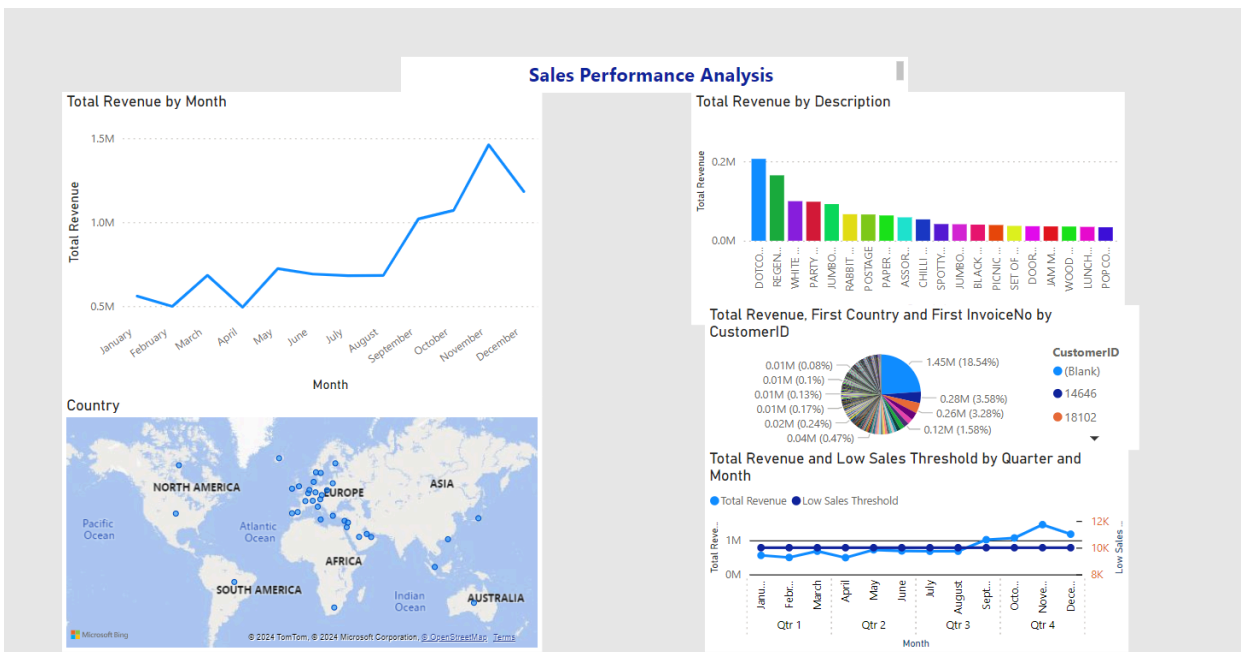 Sales Performance Analysis
Total Revenue by Month
1.5M
1.0M
0.5M
Total Revenue
January
February
March
April
May
June
July
August
September
October
November
December
Month
Country
NORTH AMERICA
EUROPE
ASIA
Pacific
Ocean
Atlantic
Ocean
AFRICA
SOUTH AMERICA
Indian
Ocean
AUSTRALIA
Microsoft Bing
© 2024 TomTom, © 2024 Microsoft Corporation, © OpenStreetMap Terms
Total Revenue by Description
0.2M
0.0M
Total Revenue
DOTCO...
REGEN...
WHITE ...
PARTY ...
JUMBO...
RABBIT ...
POSTAGE
PAPER ...
ASSOR...
CHILLI ...
SPOTTY...
JUMBO...
BLACK ...
PICNIC ...
SET OF ...
DOOR...
JAM M...
WOOD ...
LUNCH...
POPCO...
Total Revenue, First Country and First InvoiceNo by
CustomerID
0.01M (0.08%)
0.01M (0.1%)
0.01M (0.13%)
0.01M (0.17%)
0.02M (0.24%)
0.04M (0.47%)
1.45M (18.54%)
0.28M (3.58%)
0.26M (3.28%)
0.12M (1.58%)
CustomerID
(Blank)
14646
18102
Total Revenue and Low Sales Threshold by Quarter and
Month
Total Revenue Low Sales Threshold
1M
0M
Total Reve...
12K
10K
8K
Low Sales ...
Janu...
Febr...
March
April
May
June
July
August
Sept...
Octo...
Nove...
Dece...
Qtr 1 Qtr 2 Qtr 3 Qtr 4
Month